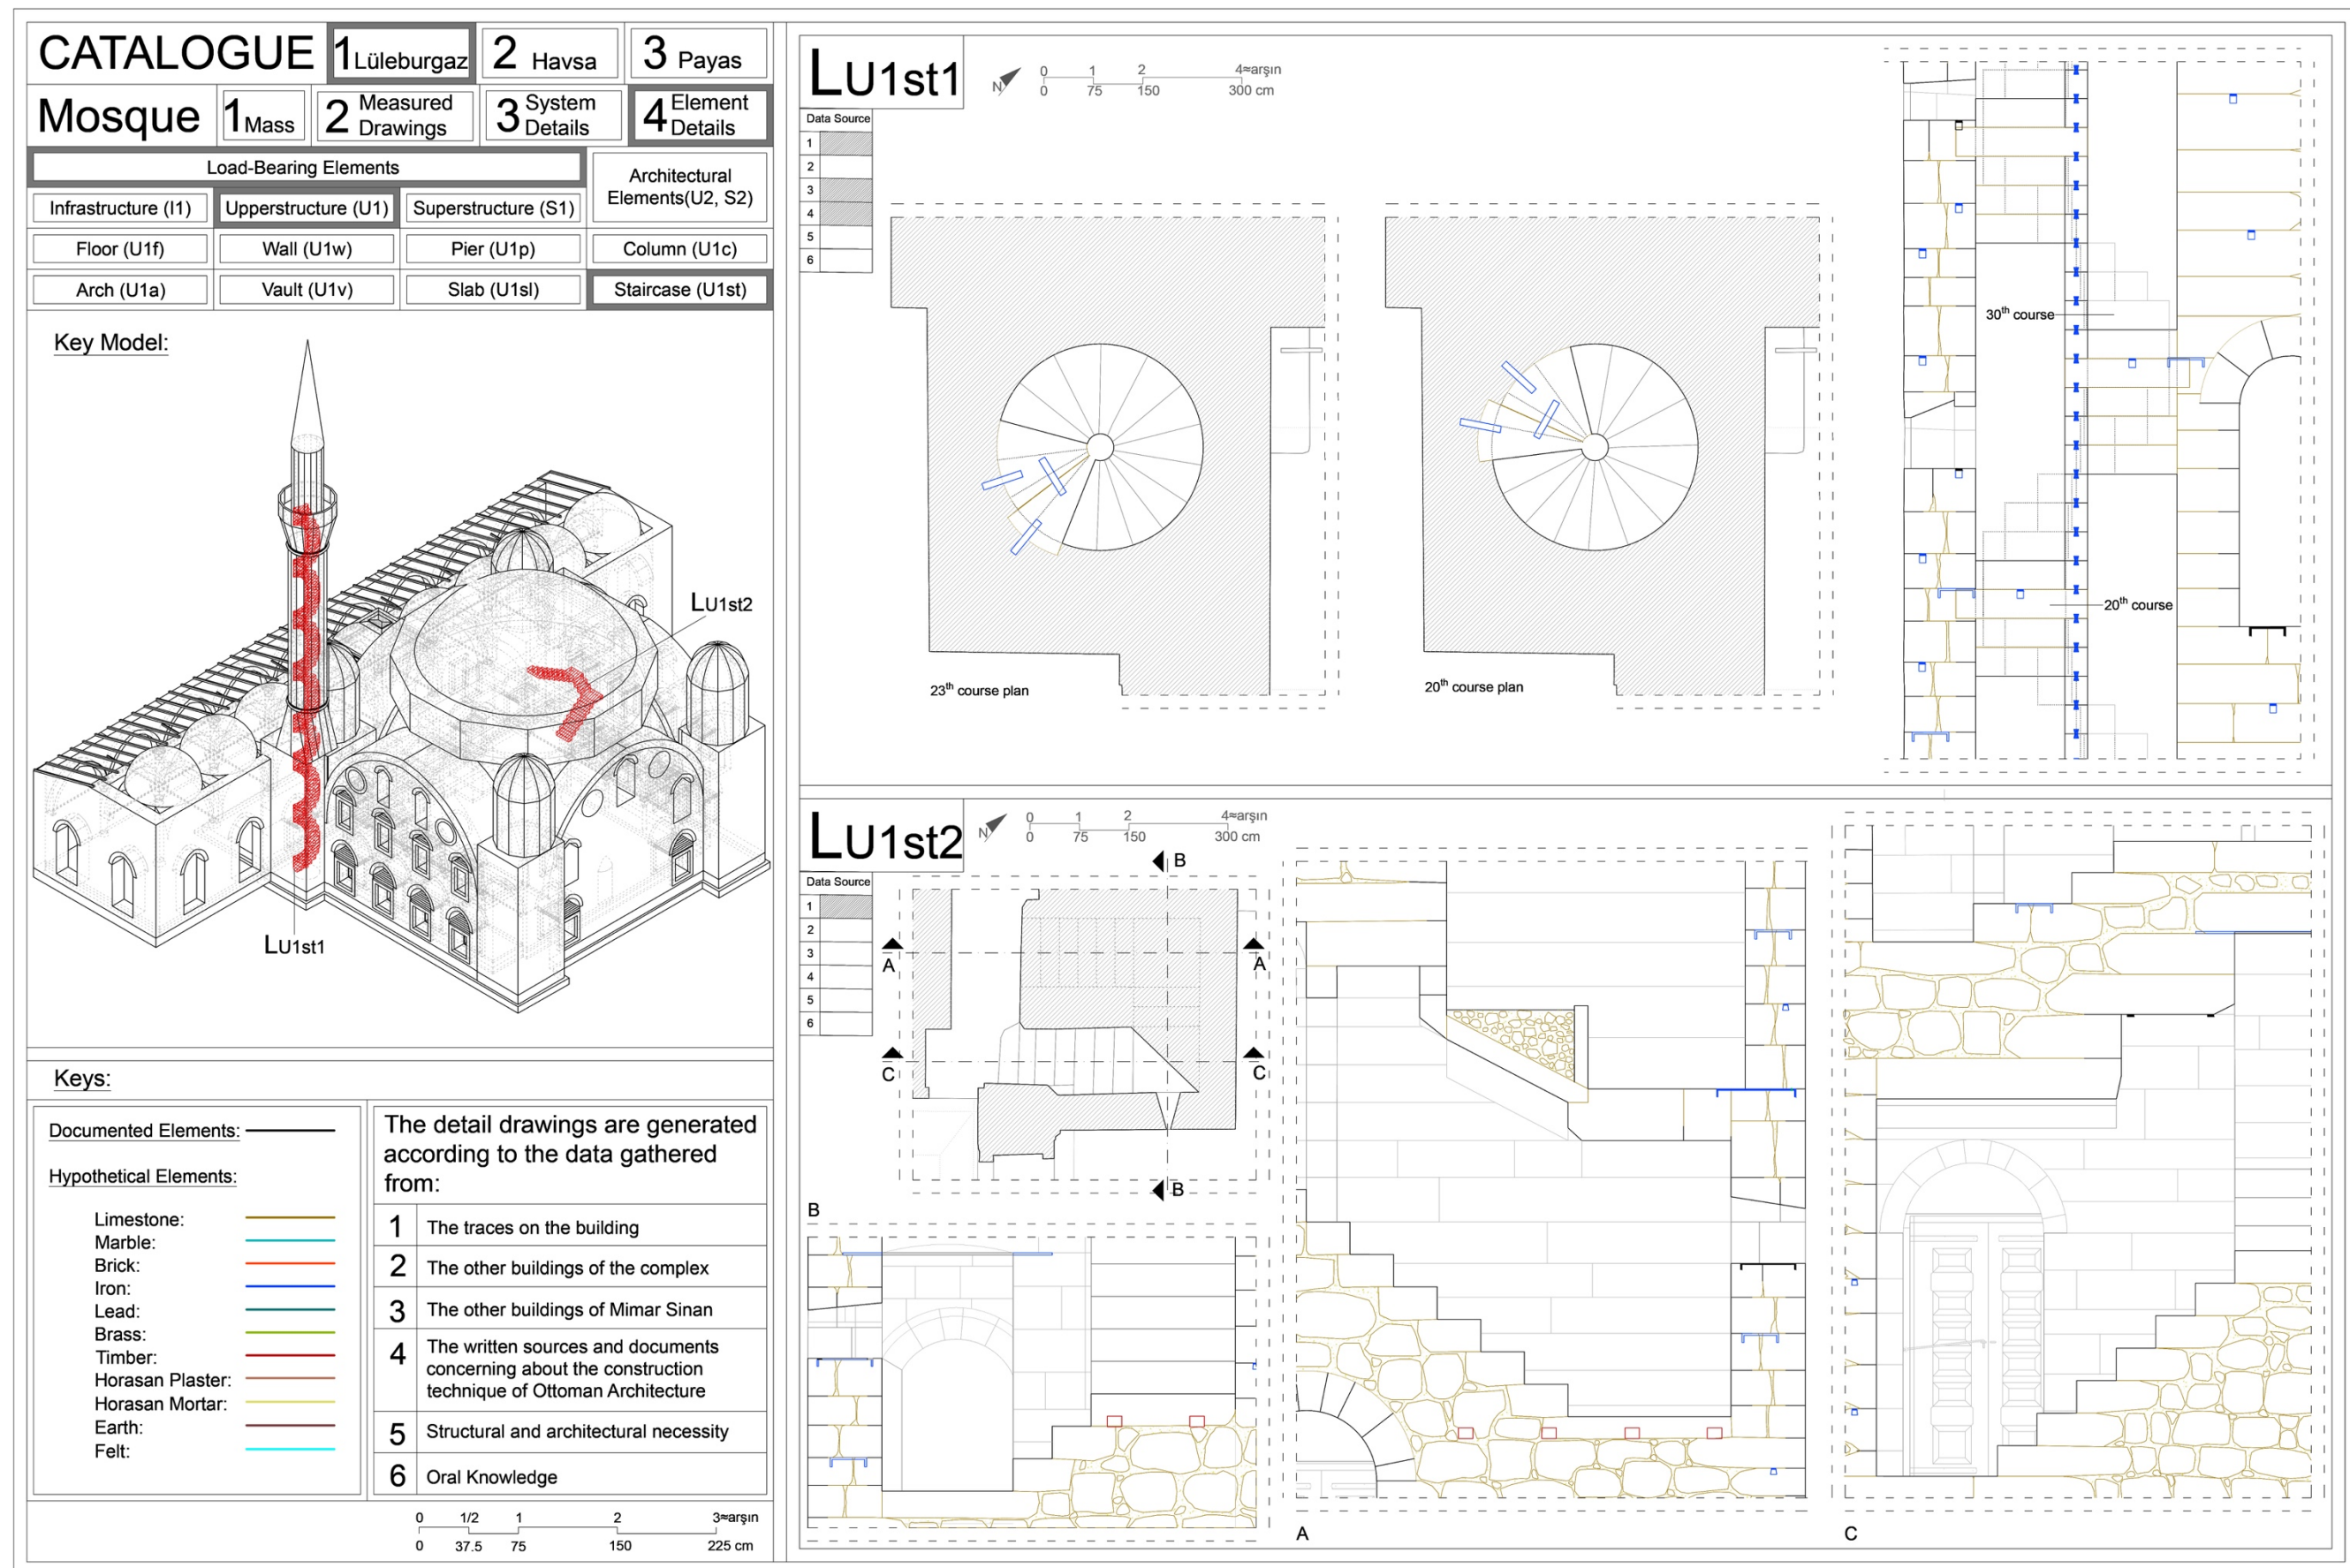 CATALOGUE
1 Lüleburgaz
2 Havsa
3 Payas
Mosque
1 Mass
2 Measured
Drawings
3 System
Details
4 Element
Details
Load-Bearing Elements
Architectural
Elements(U2, S2)
Infrastructure (I1)
Upperstructure (U1)
Superstructure (S1)
Floor (U1f)
Wall (U1w)
Pier (U1p)
Column (U1c)
Arch (U1a)
Vault (U1v)
Slab (U1sl)
Staircase (U1st)
Key Model:
LU1st2
LU1st1
Keys:
Documented Elements:
Hypothetical Elements:
Limestone:
Marble:
Brick:
Iron:
Lead:
Brass:
Timber:
Horasan Plaster:
Horasan Mortar:
Earth:
Felt:
The detail drawings are generated
according to the data gathered
from:
1 The traces on the building
2 The other buildings of the complex
3 The other buildings of Mimar Sinan
4 The written sources and documents
concerning about the construction
technique of Ottoman Architecture
5 Structural and architectural necessity
6 Oral Knowledge
0 1/2 1 2 3≈arşın
0 37.5 75 150 225 cm
LU1st1
N
0 1 2 4≈arşın
0 75 150 300 cm
Data Source
1
2
3
4
5
6
23th course plan
20th course plan
30th course
20th course
LU1st2
N
0 1 2 4≈arşın
0 75 150 300 cm
Data Source
1
2
3
4
5
6
B
A
A
C
C
B
B
A
C